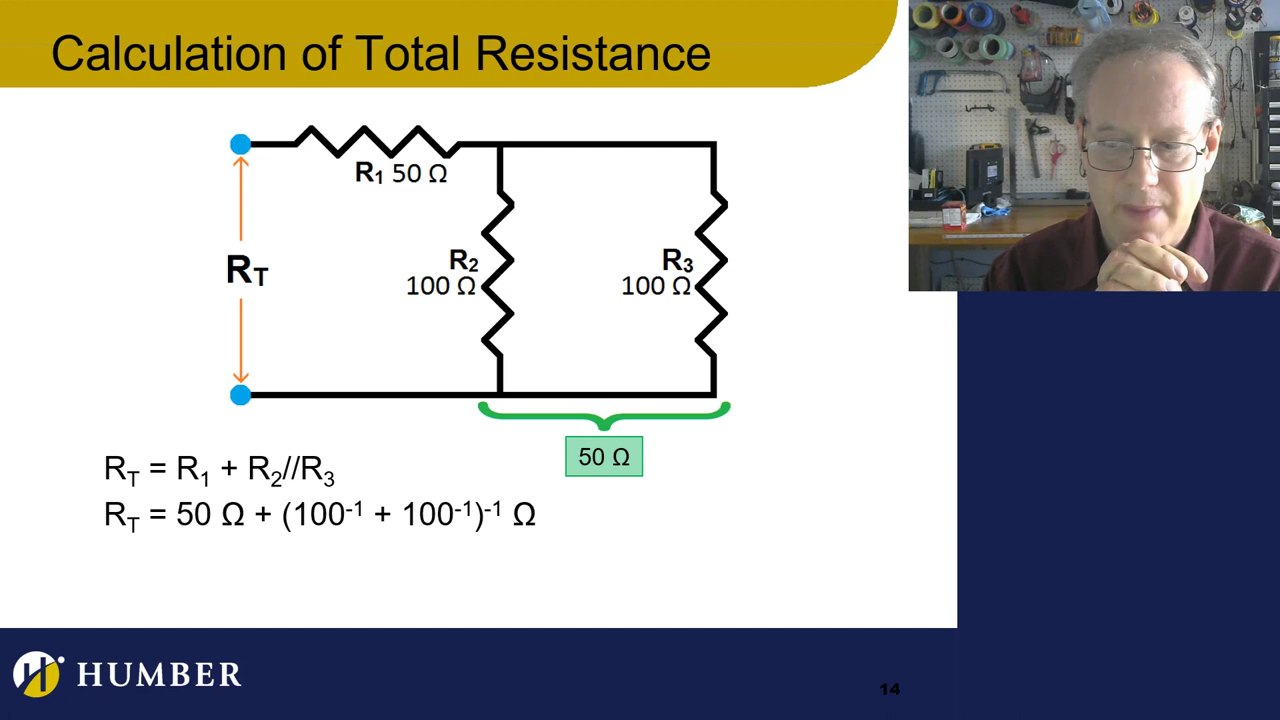 Calculation of Total Resistance
R₁ 50 Ω
R_T
R₂
100 Ω
R₃
100 Ω
50 Ω
R_T = R₁ + R₂//R₃
R_T = 50 Ω + (100⁻¹ + 100⁻¹)⁻¹ Ω
HUMBER
14